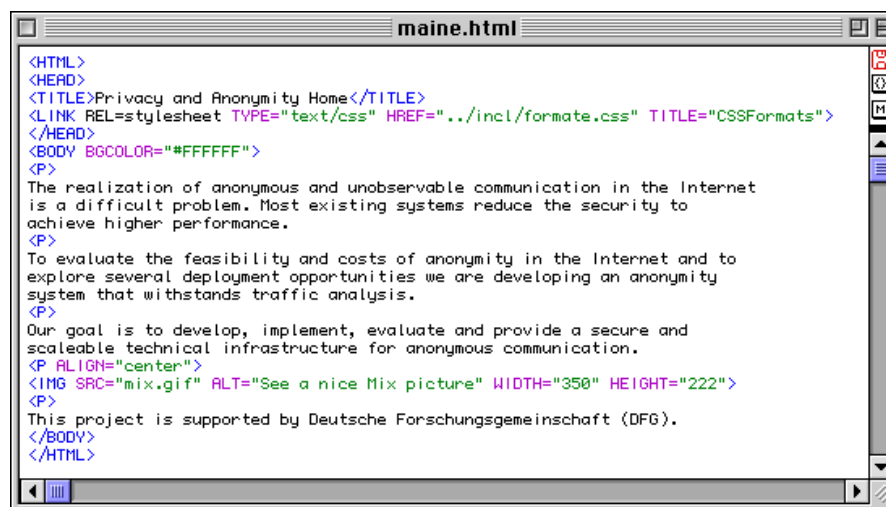 maine.html
<HTML>
<HEAD>
<TITLE>Privacy and Anonymity Home</TITLE>
<LINK REL=stylesheet TYPE="text/css" HREF="../incl/formate.css" TITLE="CSSFormats">
</HEAD>
<BODY BGCOLOR="#FFFFFF">
<P>
The realization of anonymous and unobservable communication in the Internet
is a difficult problem. Most existing systems reduce the security to
achieve higher performance.
<P>
To evaluate the feasibility and costs of anonymity in the Internet and to
explore several deployment opportunities we are developing an anonymity
system that withstands traffic analysis.
<P>
Our goal is to develop, implement, evaluate and provide a secure and
scaleable technical infrastructure for anonymous communication.
<P ALIGN="center">
<IMG SRC="mix.gif" ALT="See a nice Mix picture" WIDTH="350" HEIGHT="222">
<P>
This project is supported by Deutsche Forschungsgemeinschaft (DFG).
</BODY>
</HTML>
{}
M